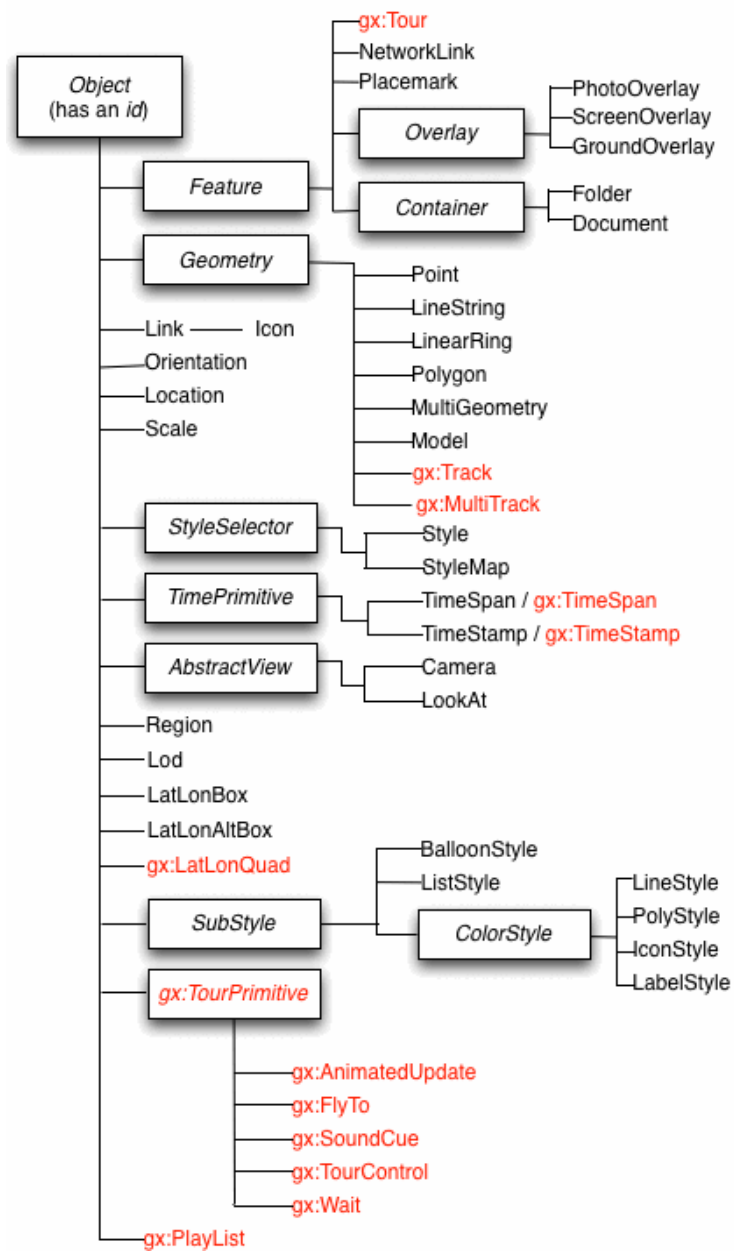 gx:Tour
NetworkLink
Placemark
Object
(has an id)
PhotoOverlay
Overlay
ScreenOverlay
GroundOverlay
Feature
Container
Folder
Document
Geometry
Point
LineString
Link
Icon
LinearRing
Orientation
Polygon
Location
MultiGeometry
Scale
Model
gx:Track
gx:MultiTrack
StyleSelector
Style
StyleMap
TimePrimitive
TimeSpan / gx:TimeSpan
TimeStamp / gx:TimeStamp
AbstractView
Camera
LookAt
Region
Lod
LatLonBox
LatLonAltBox
gx:LatLonQuad
BalloonStyle
ListStyle
LineStyle
SubStyle
ColorStyle
PolyStyle
IconStyle
LabelStyle
gx:TourPrimitive
gx:AnimatedUpdate
gx:FlyTo
gx:SoundCue
gx:TourControl
gx:Wait
gx:PlayList